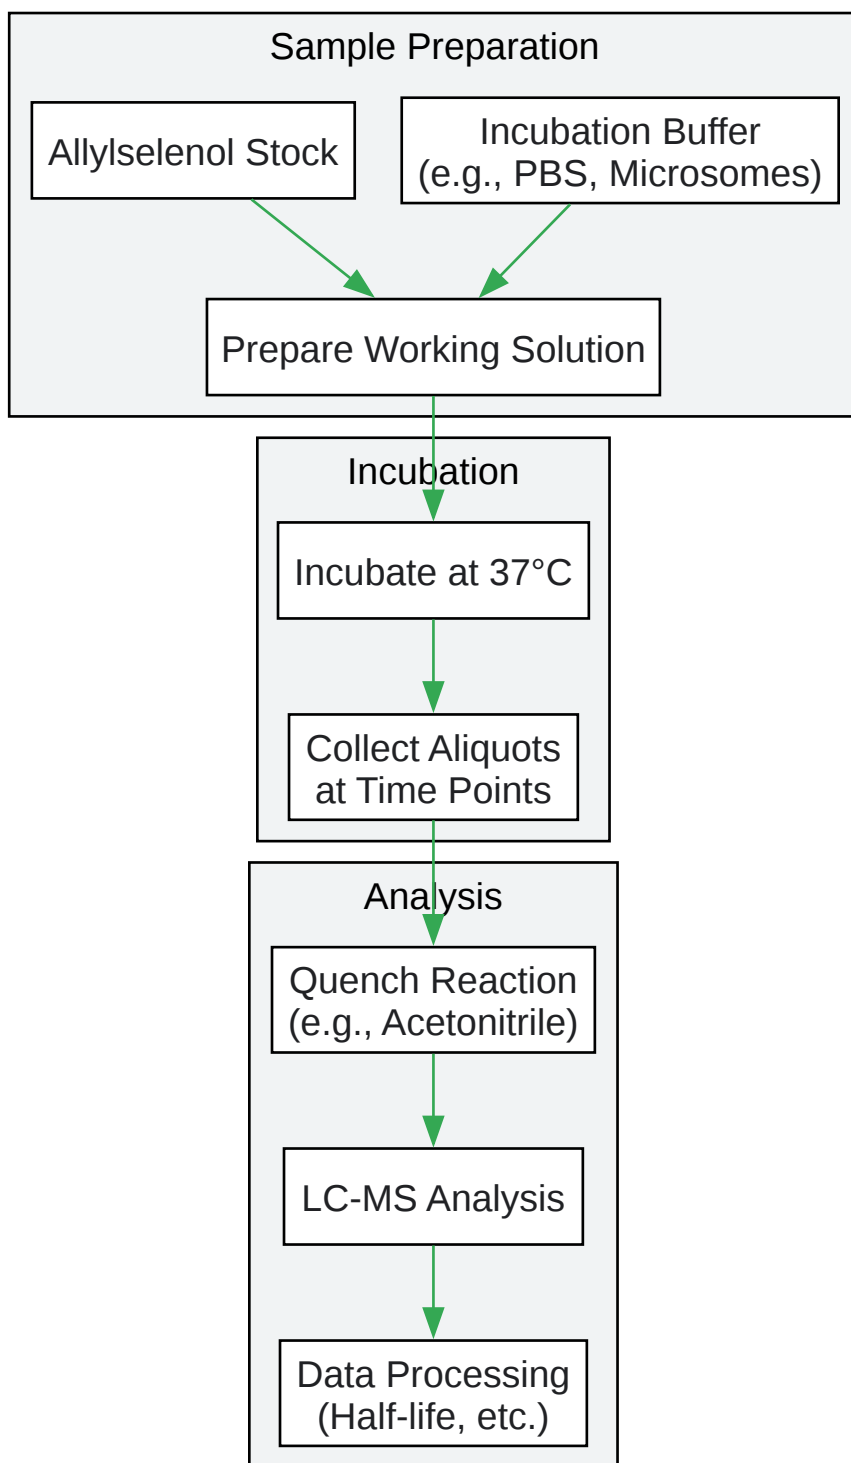 Sample Preparation
Allylselenol Stock
Incubation Buffer
(e.g., PBS, Microsomes)
Prepare Working Solution
Incubation
Incubate at 37°C
Collect Aliquots
at Time Points
Analysis
Quench Reaction
(e.g., Acetonitrile)
LC-MS Analysis
Data Processing
(Half-life, etc.)